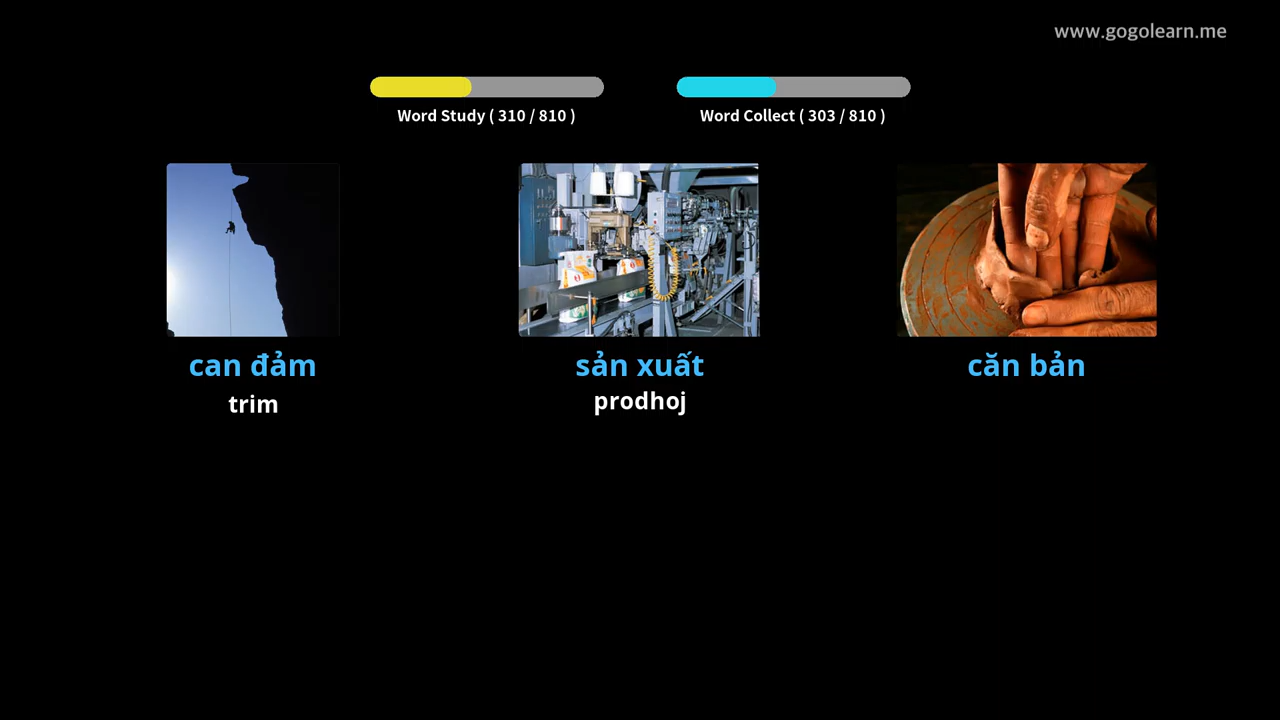 www.gogolearn.me
Word Study ( 310 / 810 )
Word Collect ( 303 / 810 )
can đảm
trim
sản xuất
prodhoj
căn bản